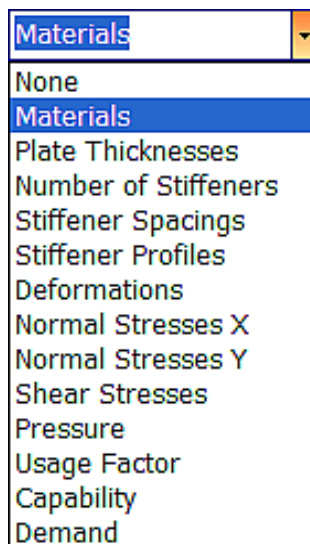 Materials
None
Materials
Plate Thicknesses
Number of Stiffeners
Stiffener Spacings
Stiffener Profiles
Deformations
Normal Stresses X
Normal Stresses Y
Shear Stresses
Pressure
Usage Factor
Capability
Demand